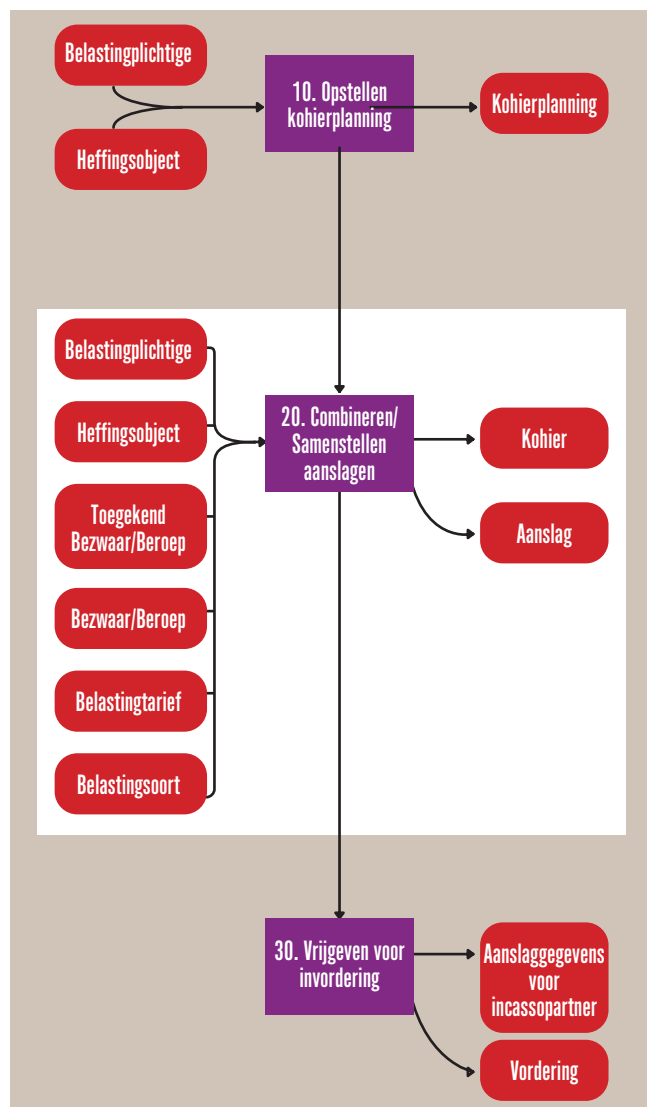 Belastingplichtige
Heffingsobject
10. Opstellen
kohierplanning
Kohierplanning
Belastingplichtige
Heffingsobject
Toegekend
Bezwaar/Beroep
Bezwaar/Beroep
Belastingtarief
Belastingsoort
20. Combineren/
Samenstellen
aanslagen
Kohier
Aanslag
30. Vrijgeven voor
invordering
Aanslaggegevens
voor
incassopartner
Vordering